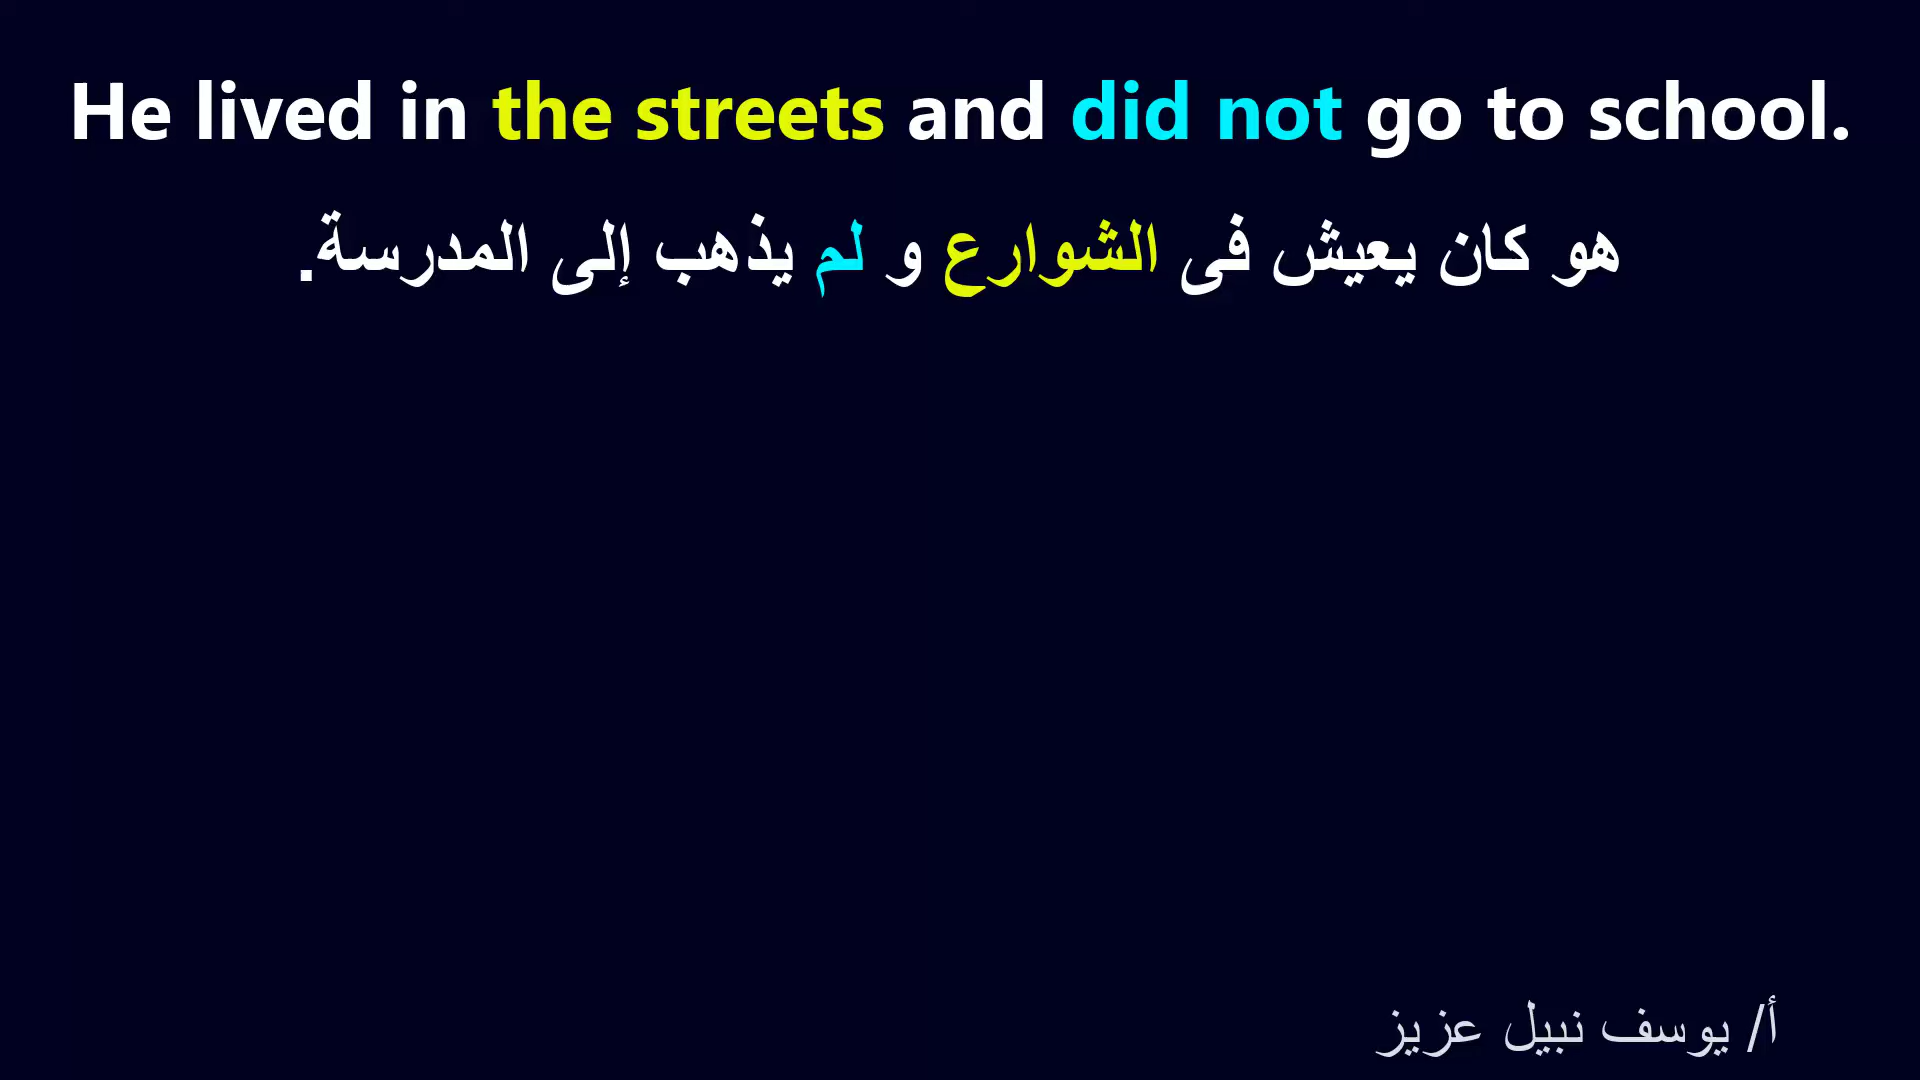 He lived in the streets and did not go to school.
هو كان يعيش فى الشوارع و لم يذهب إلى المدرسة.
أ/ يوسف نبيل عزيز